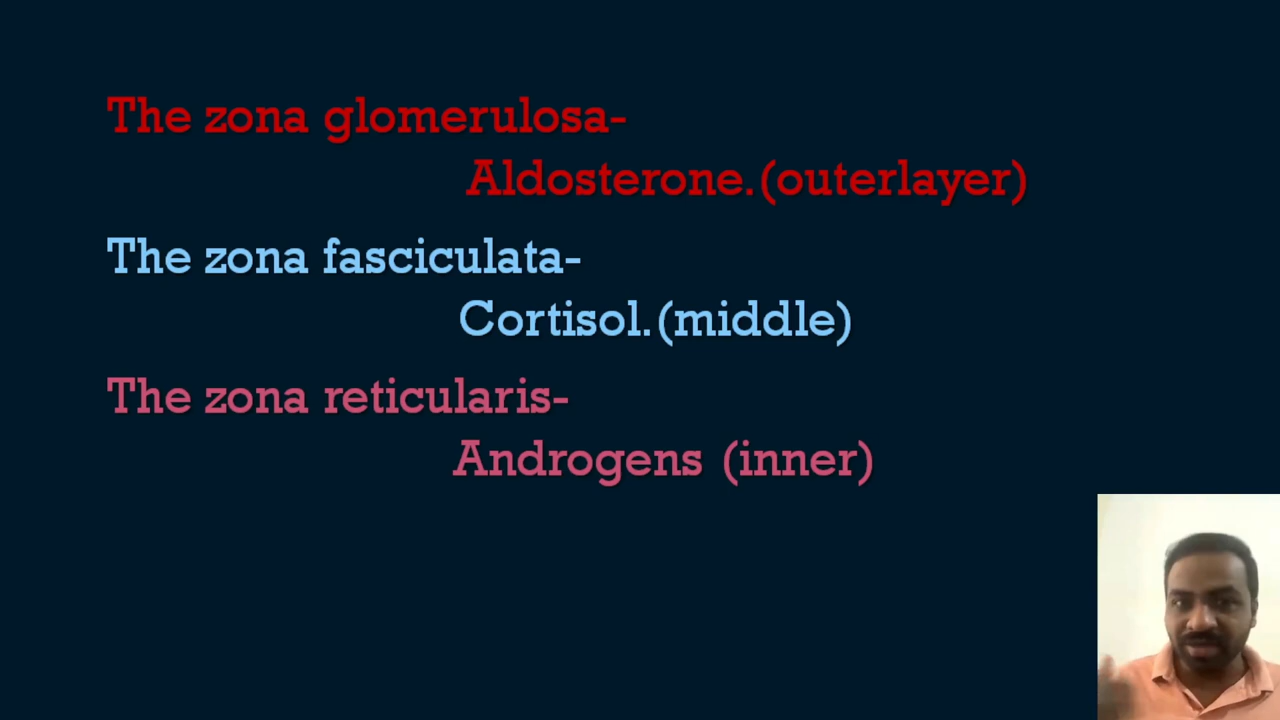 The zona glomerulosa-
Aldosterone.(outerlayer)
The zona fasciculata-
Cortisol.(middle)
The zona reticularis-
Androgens (inner)